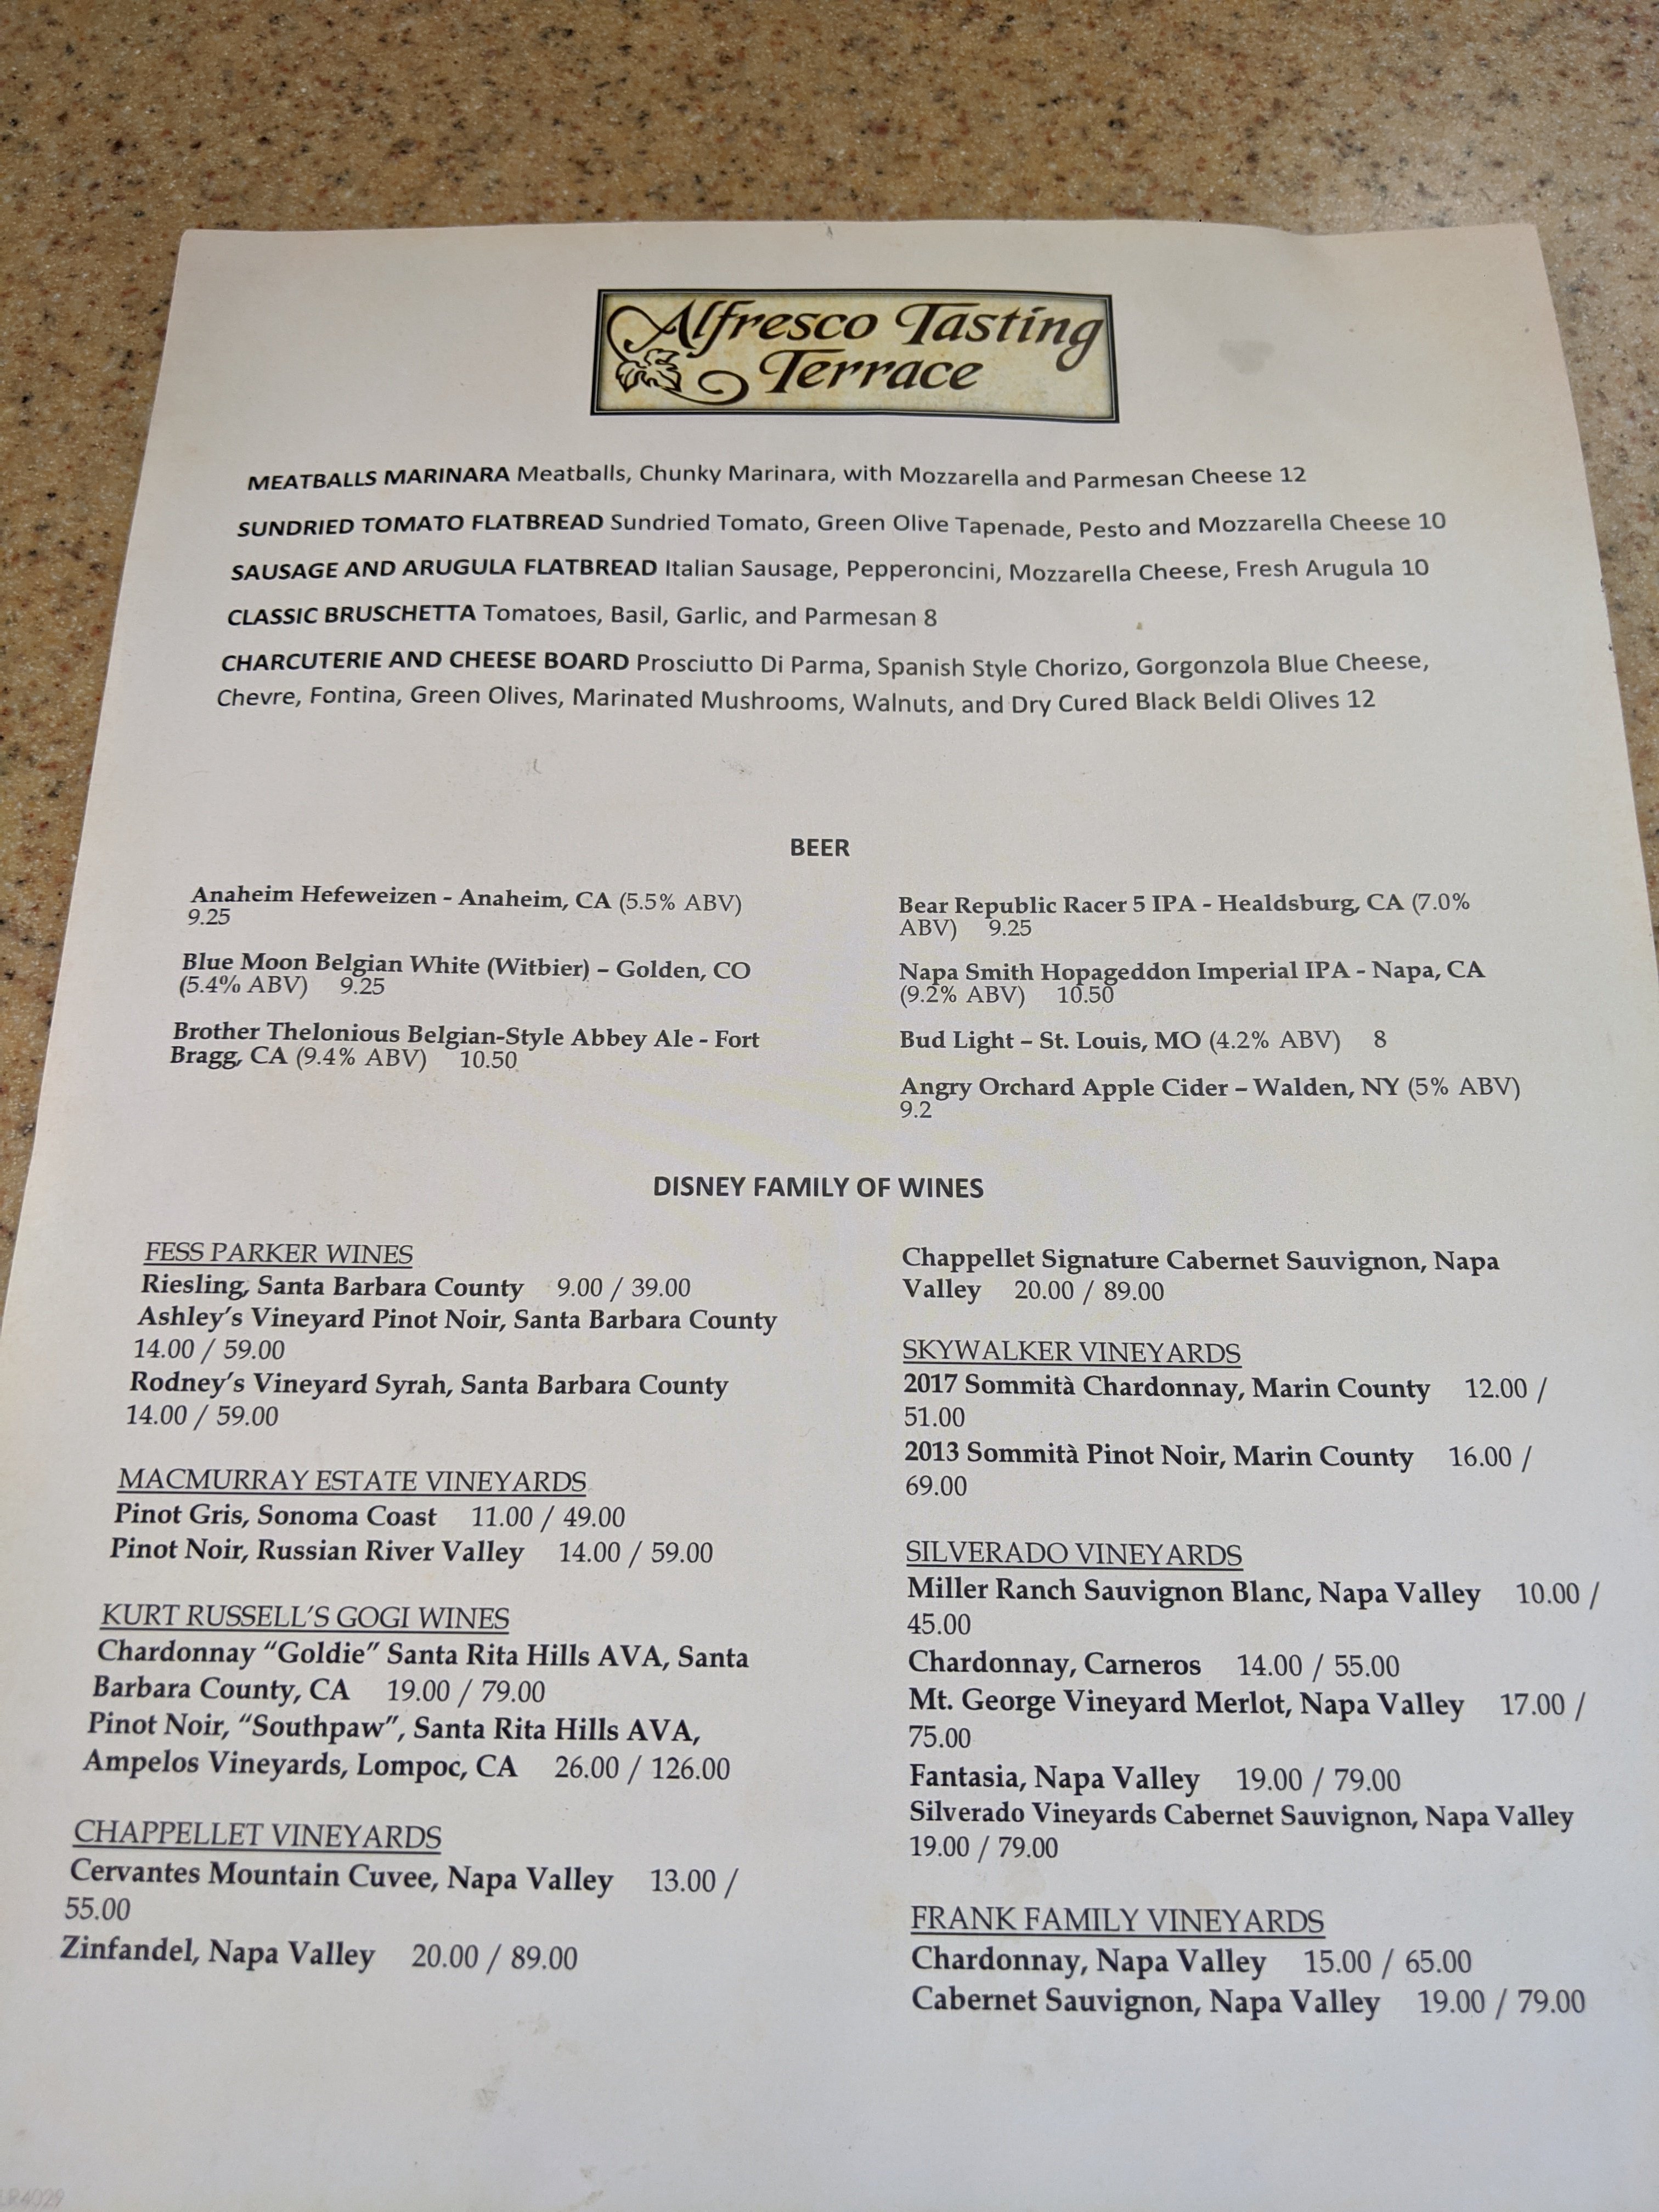 Alfresco Tasting
Terrace
MEATBALLS MARINARA Meatballs, Chunky Marinara, with Mozzarella and Parmesan Cheese 12
SUNDRIED TOMATO FLATBREAD Sundried Tomato, Green Olive Tapenade, Pesto and Mozzarella Cheese 10
SAUSAGE AND ARUGULA FLATBREAD Italian Sausage, Pepperoncini, Mozzarella Cheese, Fresh Arugula 10
CLASSIC BRUSCHETTA Tomatoes, Basil, Garlic, and Parmesan 8
CHARCUTERIE AND CHEESE BOARD Prosciutto Di Parma, Spanish Style Chorizo, Gorgonzola Blue Cheese,
Chevre, Fontina, Green Olives, Marinated Mushrooms, Walnuts, and Dry Cured Black Beldi Olives 12
BEER
Anaheim Hefeweizen - Anaheim, CA (5.5% ABV)
9.25
Blue Moon Belgian White (Witbier) – Golden, CO
(5.4% ABV) 9.25
Brother Thelonious Belgian-Style Abbey Ale - Fort
Bragg, CA (9.4% ABV) 10.50
Bear Republic Racer 5 IPA - Healdsburg, CA (7.0%
ABV) 9.25
Napa Smith Hopageddon Imperial IPA - Napa, CA
(9.2% ABV) 10.50
Bud Light – St. Louis, MO (4.2% ABV) 8
Angry Orchard Apple Cider – Walden, NY (5% ABV)
9.2
DISNEY FAMILY OF WINES
FESS PARKER WINES
Riesling, Santa Barbara County 9.00 / 39.00
Ashley's Vineyard Pinot Noir, Santa Barbara County
14.00 / 59.00
Rodney's Vineyard Syrah, Santa Barbara County
14.00 / 59.00
MACMURRAY ESTATE VINEYARDS
Pinot Gris, Sonoma Coast 11.00 / 49.00
Pinot Noir, Russian River Valley 14.00 / 59.00
KURT RUSSELL'S GOGI WINES
Chardonnay "Goldie" Santa Rita Hills AVA, Santa
Barbara County, CA 19.00 / 79.00
Pinot Noir, "Southpaw", Santa Rita Hills AVA,
Ampelos Vineyards, Lompoc, CA 26.00 / 126.00
CHAPPELLET VINEYARDS
Cervantes Mountain Cuvee, Napa Valley 13.00 /
55.00
Zinfandel, Napa Valley 20.00 / 89.00
Chappellet Signature Cabernet Sauvignon, Napa
Valley 20.00 / 89.00
SKYWALKER VINEYARDS
2017 Sommità Chardonnay, Marin County 12.00 /
51.00
2013 Sommità Pinot Noir, Marin County 16.00 /
69.00
SILVERADO VINEYARDS
Miller Ranch Sauvignon Blanc, Napa Valley 10.00 /
45.00
Chardonnay, Carneros 14.00 / 55.00
Mt. George Vineyard Merlot, Napa Valley 17.00 /
75.00
Fantasia, Napa Valley 19.00 / 79.00
Silverado Vineyards Cabernet Sauvignon, Napa Valley
19.00 / 79.00
FRANK FAMILY VINEYARDS
Chardonnay, Napa Valley 15.00 / 65.00
Cabernet Sauvignon, Napa Valley 19.00 / 79.00